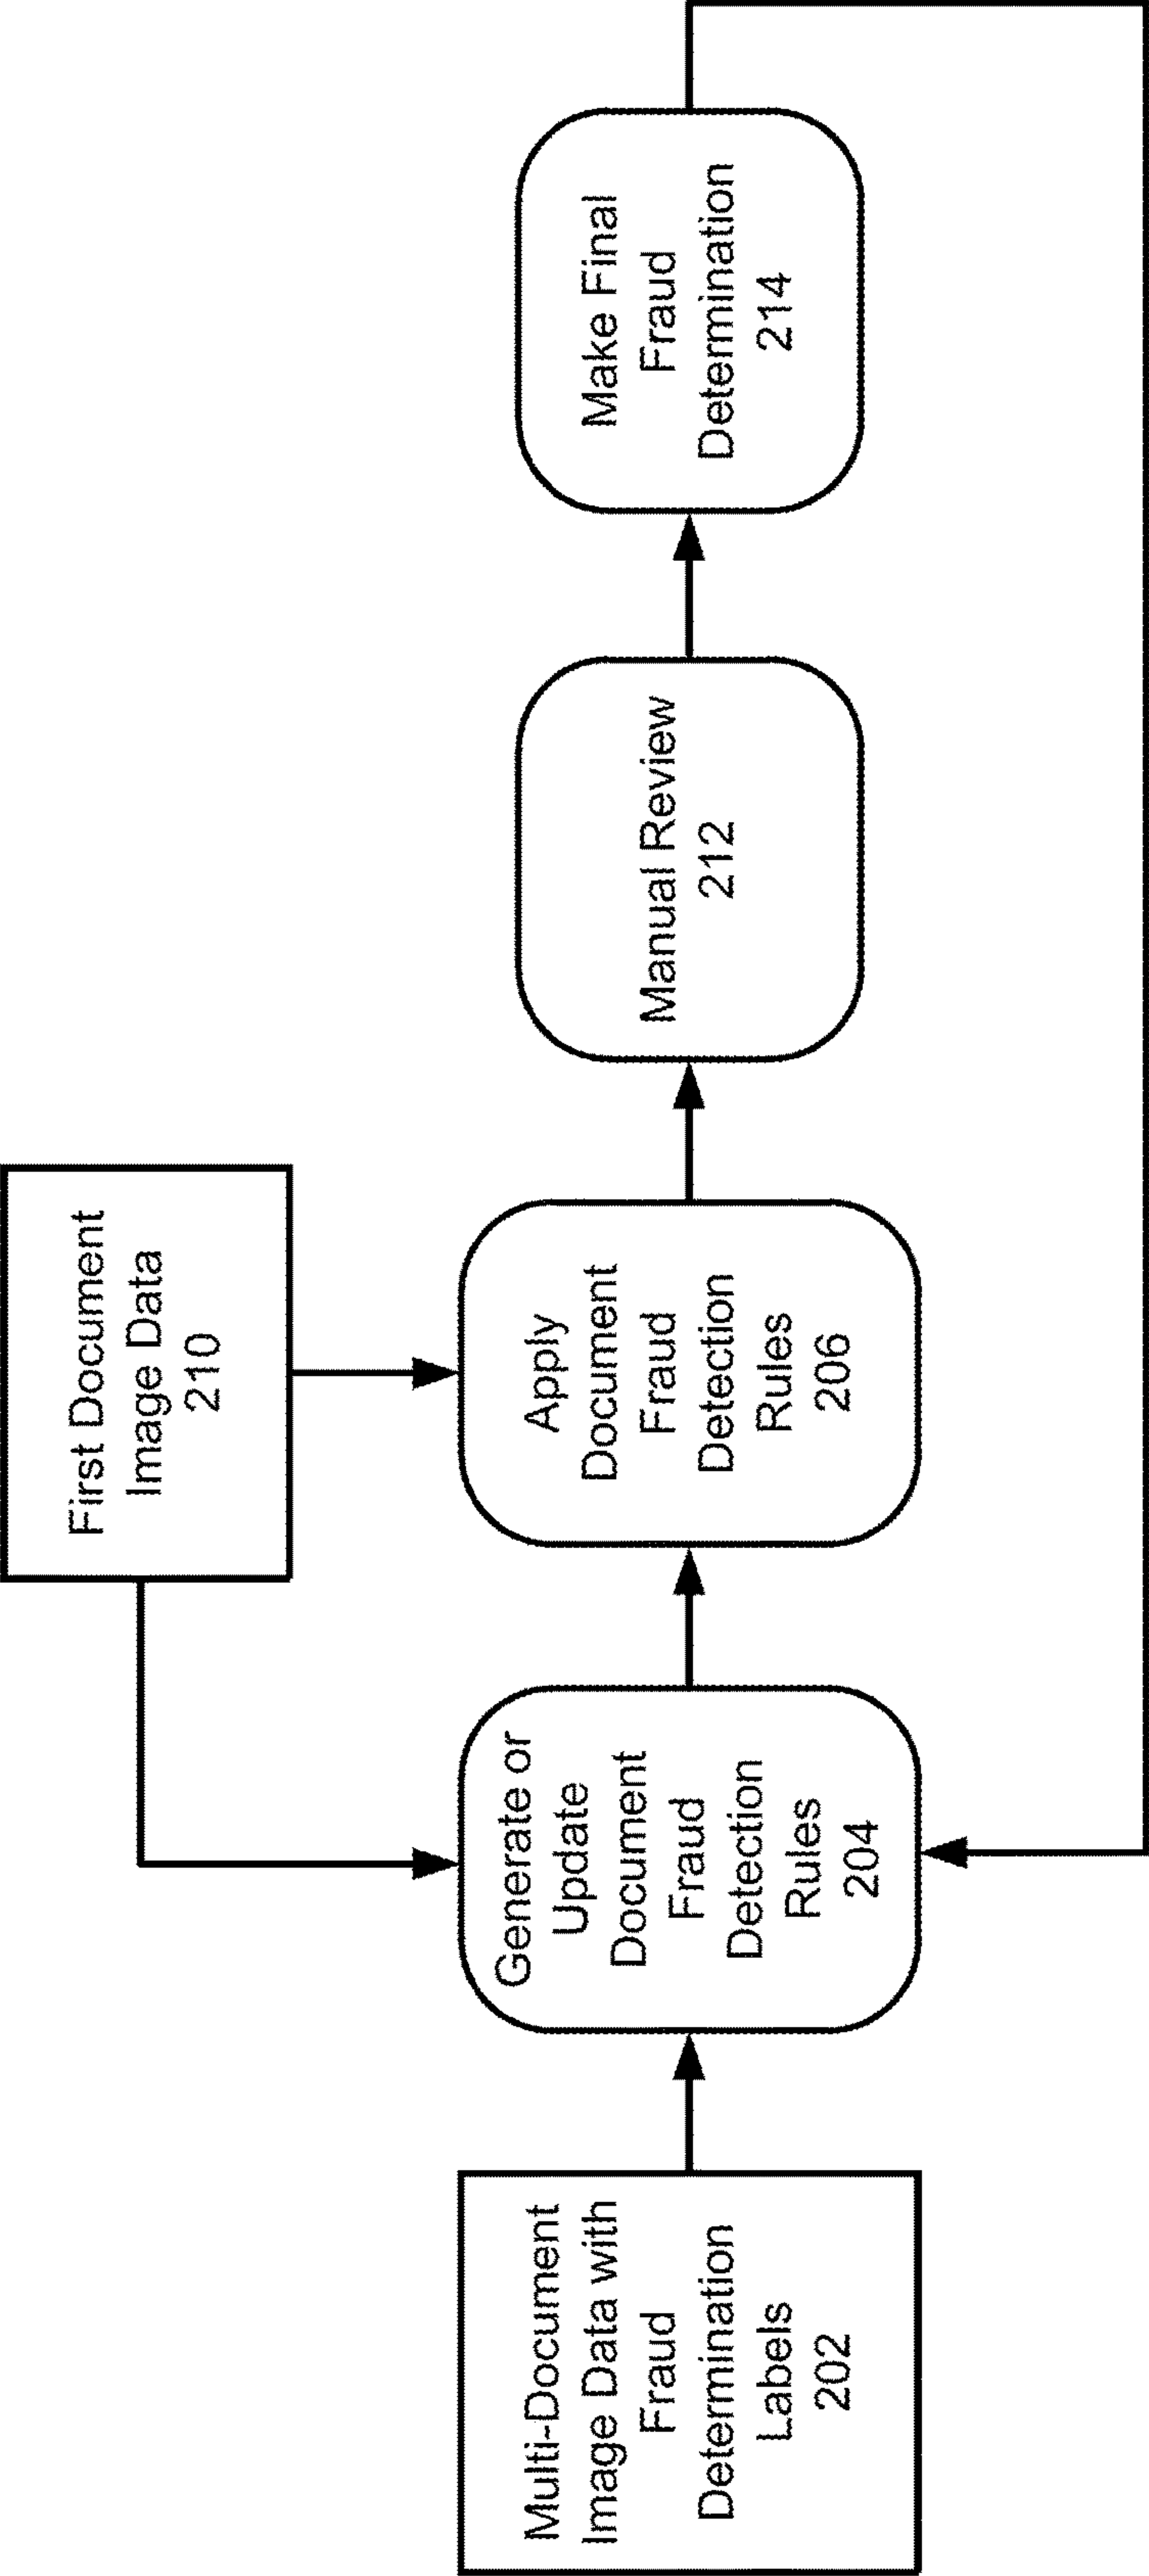 First Document
Image Data
210
Multi-Document
Image Data with
Fraud
Determination
Labels
202
Generate or
Update
Document
Fraud
Detection
Rules
204
Apply
Document
Fraud
Detection
Rules
206
Manual Review
212
Make Final
Fraud
Determination
214